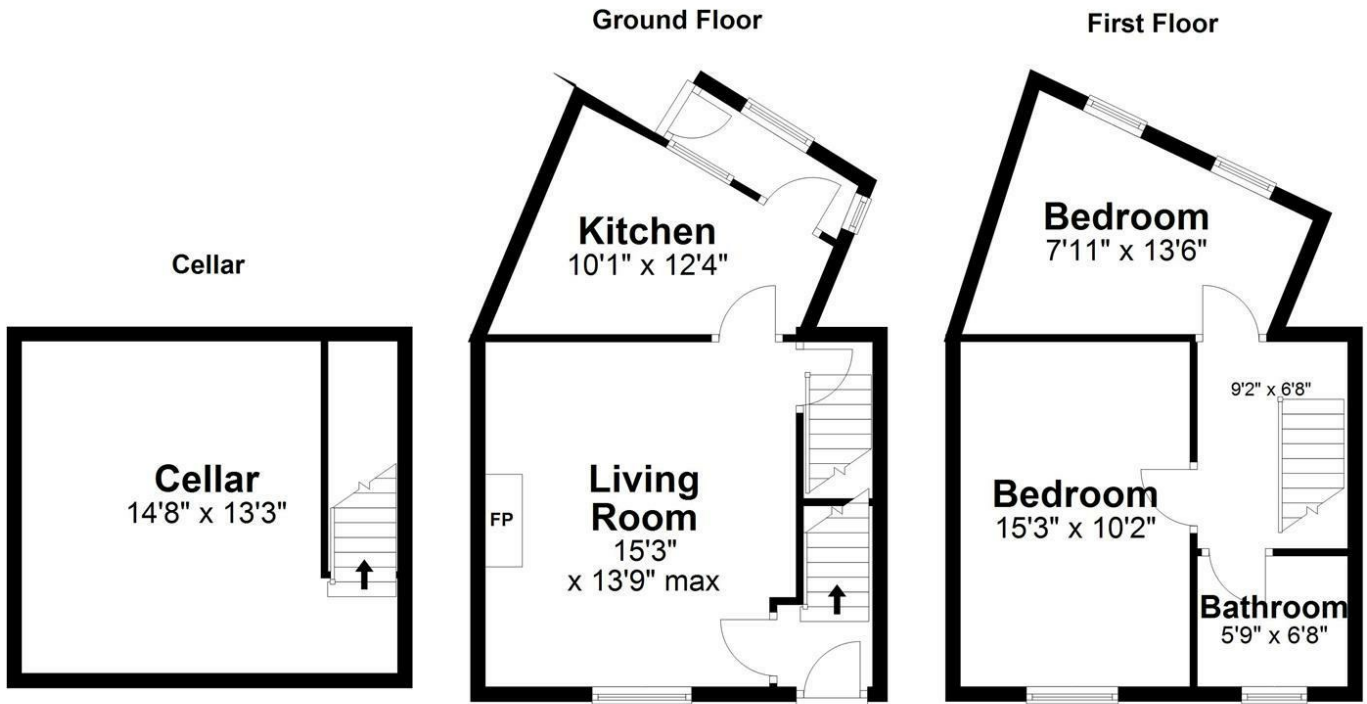 Cellar
Cellar
14'8" x 13'3"
Ground Floor
Kitchen
10'1" x 12'4"
FP
Living
Room
15'3"
x 13'9" max
First Floor
Bedroom
7'11" x 13'6"
9'2" x 6'8"
Bedroom
15'3" x 10'2"
Bathroom
5'9" x 6'8"